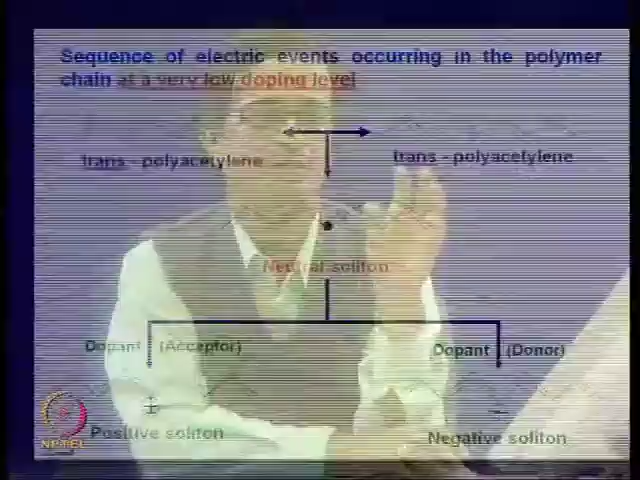 Sequence of electric events occurring in the polymer
chain at a very low doping level
trans - polyacetylene
trans - polyacetylene
Neutral soliton
Dopant (Acceptor)
Dopant (Donor)
+
−
Positive soliton
Negative soliton
NPTEL